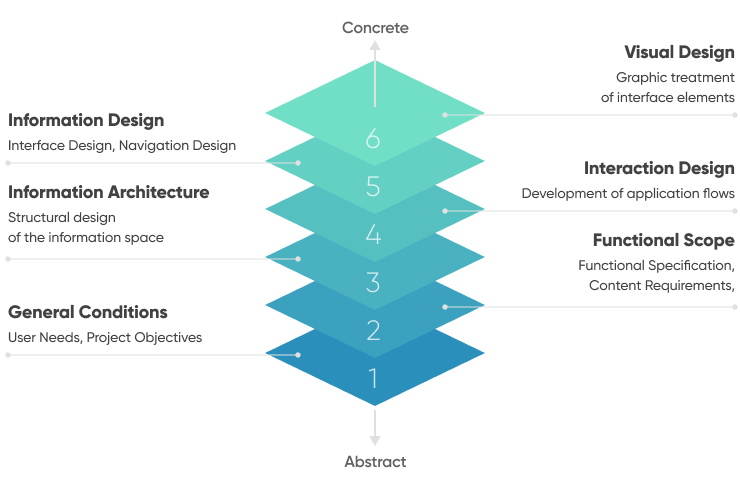 Concrete
Visual Design
Graphic treatment
of interface elements
Information Design
Interface Design, Navigation Design
6
Interaction Design
Development of application flows
5
Information Architecture
Structural design
of the information space
4
Functional Scope
Functional Specification,
Content Requirements,
3
General Conditions
User Needs, Project Objectives
2
1
Abstract